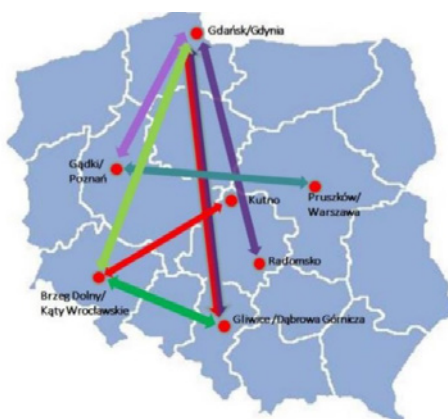 Gdańsk/Gdynia
Gądki/
Poznań
Pruszków/
Warszawa
Kutno
Radomsko
Brzeg Dolny/
Kąty Wrocławskie
Gliwice /Dąbrowa Górnicza